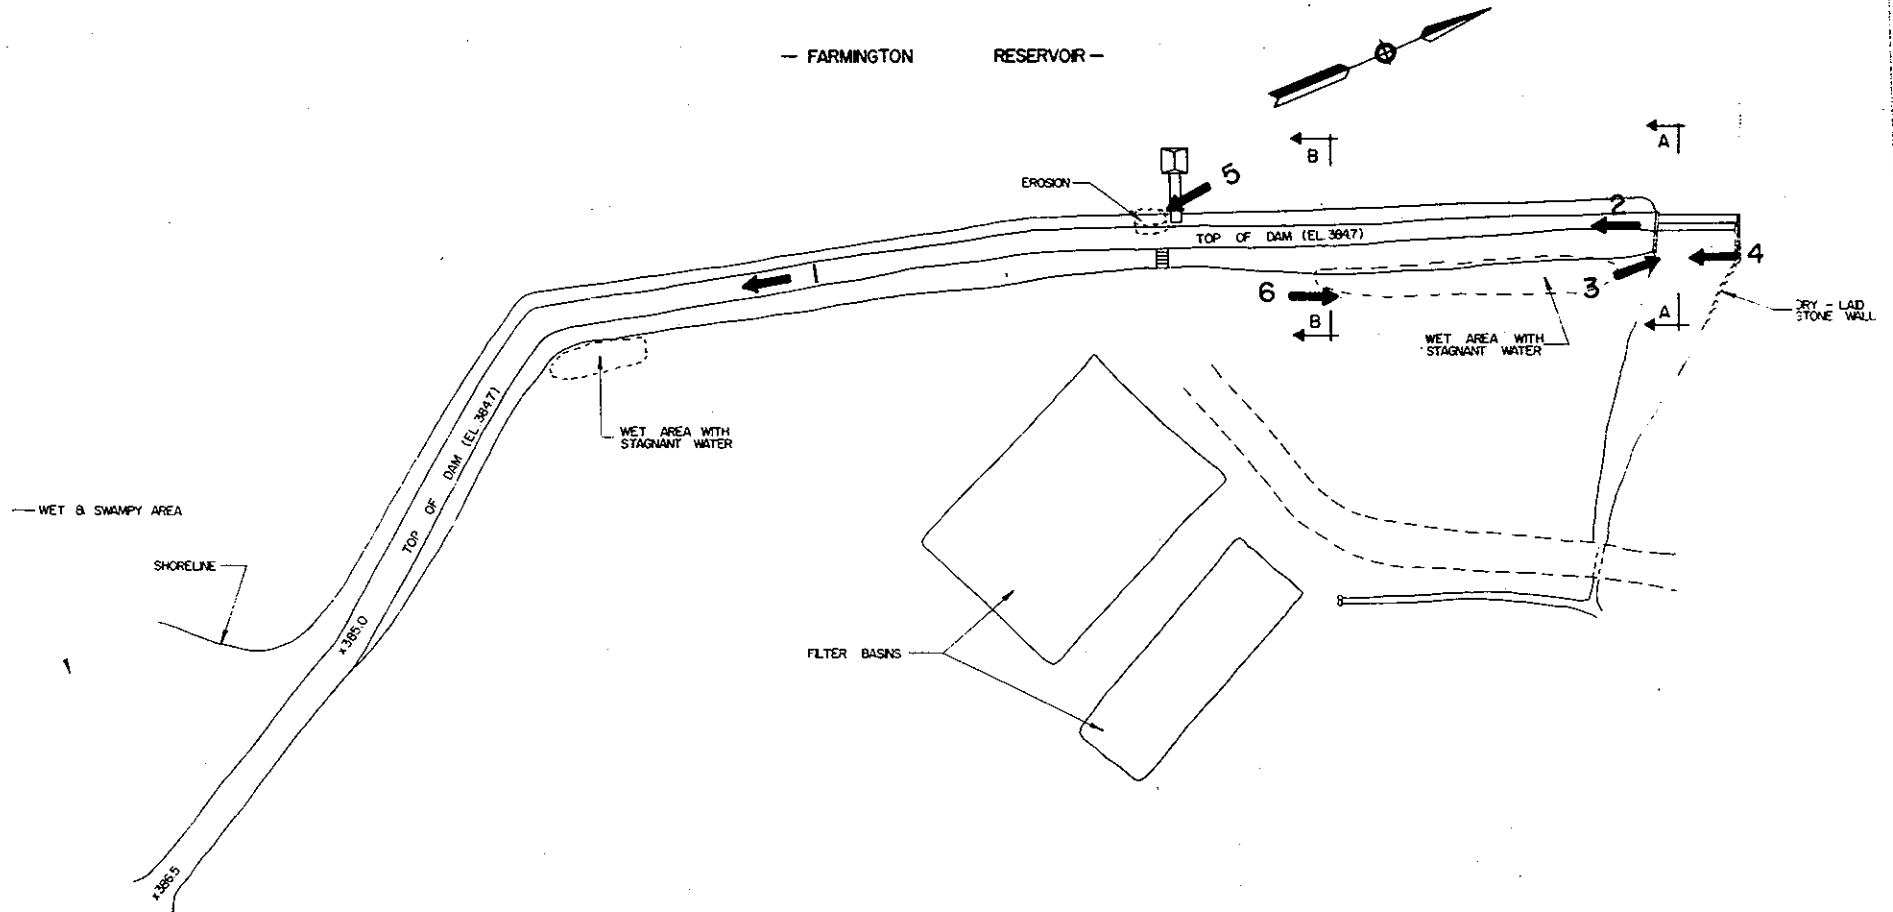 — FARMINGTON RESERVOIR —
A
B
5
EROSION
2
TOP OF DAM (EL. 384.7)
4
1
3
6
DRY - LAID
STONE WALL
A
B
WET AREA WITH
STAGNANT WATER
TOP OF DAM (EL. 384.7)
WET AREA WITH
STAGNANT WATER
— WET & SWAMPY AREA
SHORELINE
x 385.0
FILTER BASINS
x 386.5